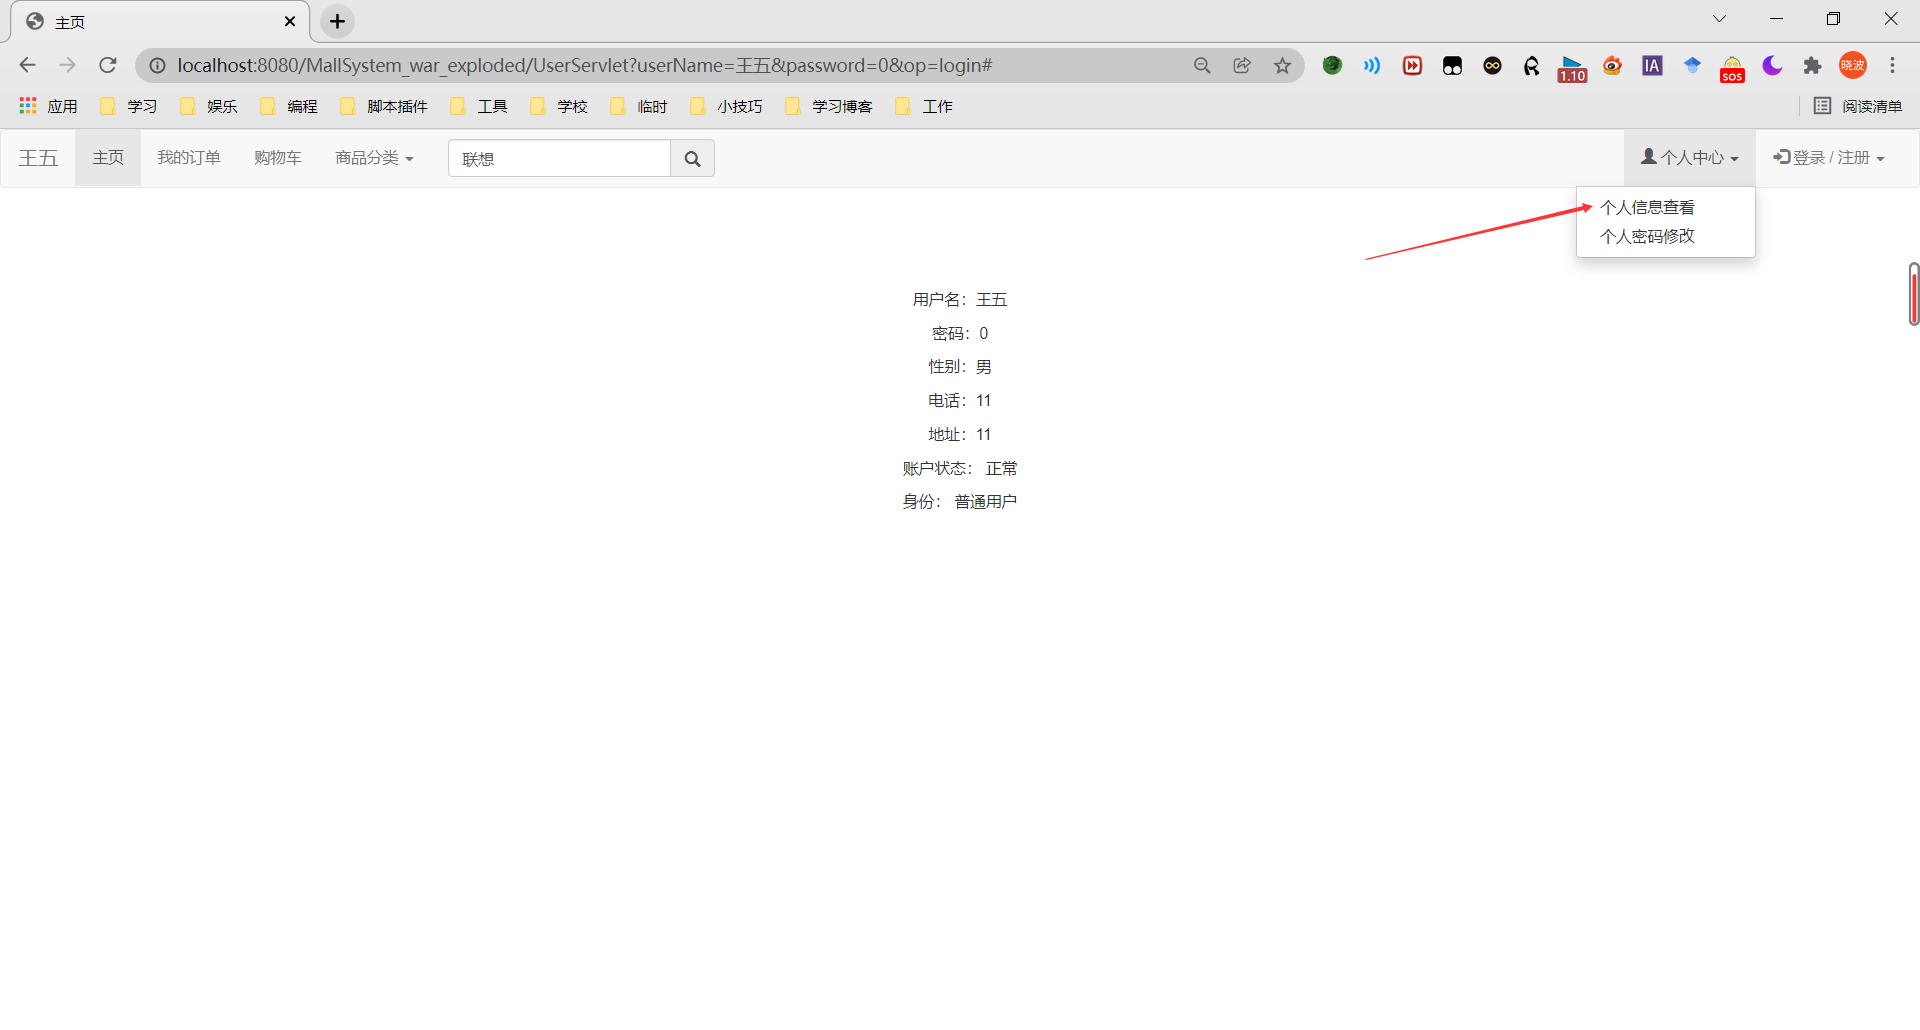 主页
localhost:8080/MallSystem_war_exploded/UserServlet?userName=王五&password=0&op=login#
1.10
IA
sos
晓波
应用 学习 娱乐 编程 脚本插件 工具 学校 临时 小技巧 学习博客 工作 阅读清单
王五 主页 我的订单 购物车 商品分类 联想 个人中心 登录 / 注册
个人信息查看
个人密码修改
用户名：王五
密码：0
性别：男
电话：11
地址：11
账户状态： 正常
身份： 普通用户